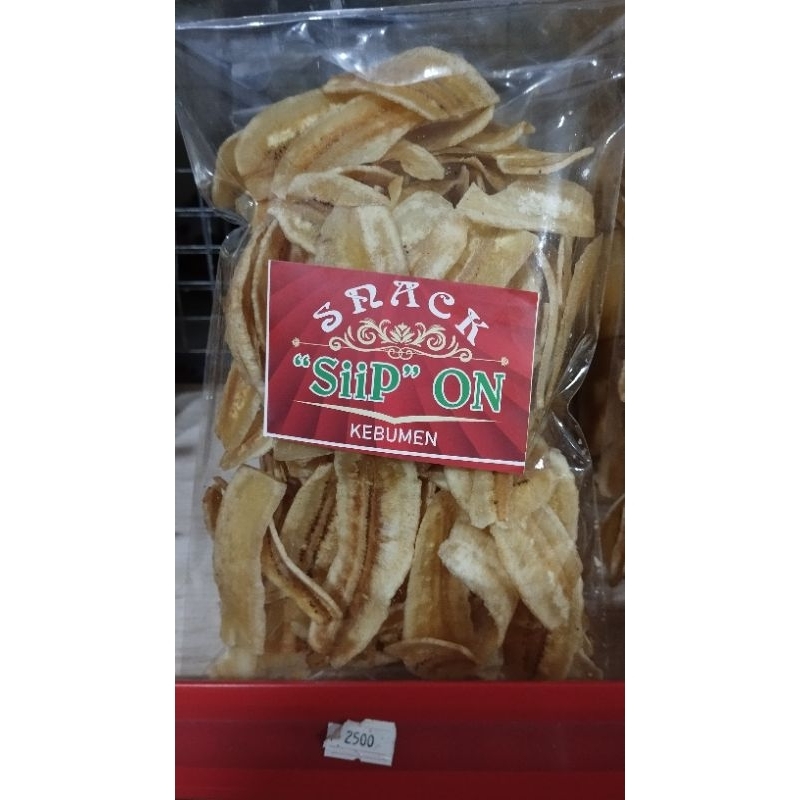 SNACK
“SiiP” ON
KEBUMEN
2500